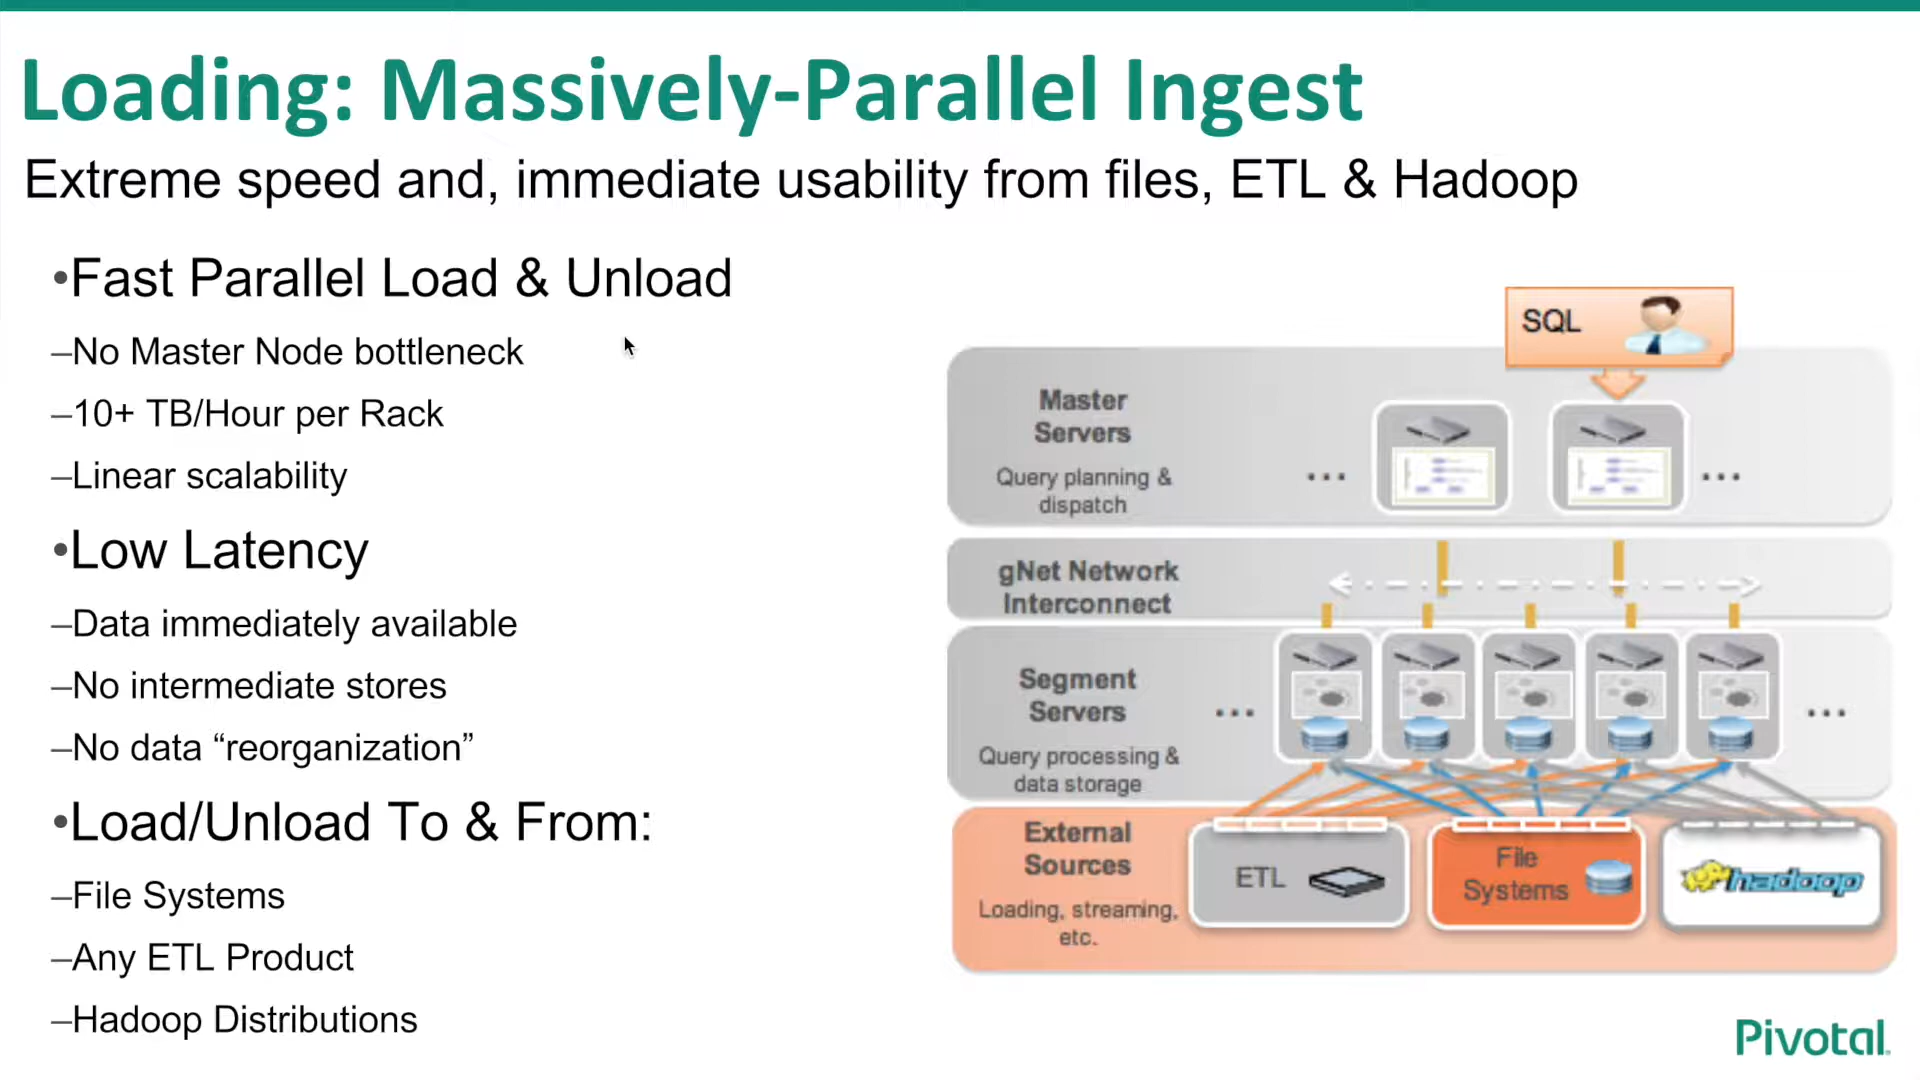 Loading: Massively-Parallel Ingest
Extreme speed and, immediate usability from files, ETL & Hadoop
•Fast Parallel Load & Unload
–No Master Node bottleneck
–10+ TB/Hour per Rack
–Linear scalability
•Low Latency
–Data immediately available
–No intermediate stores
–No data “reorganization”
•Load/Unload To & From:
–File Systems
–Any ETL Product
–Hadoop Distributions
SQL
Master
Servers
Query planning &
dispatch
... ...
gNet Network
Interconnect
Segment
Servers
Query processing &
data storage
... ...
External
Sources
Loading, streaming,
etc.
ETL
File
Systems
hadoop
Pivotal